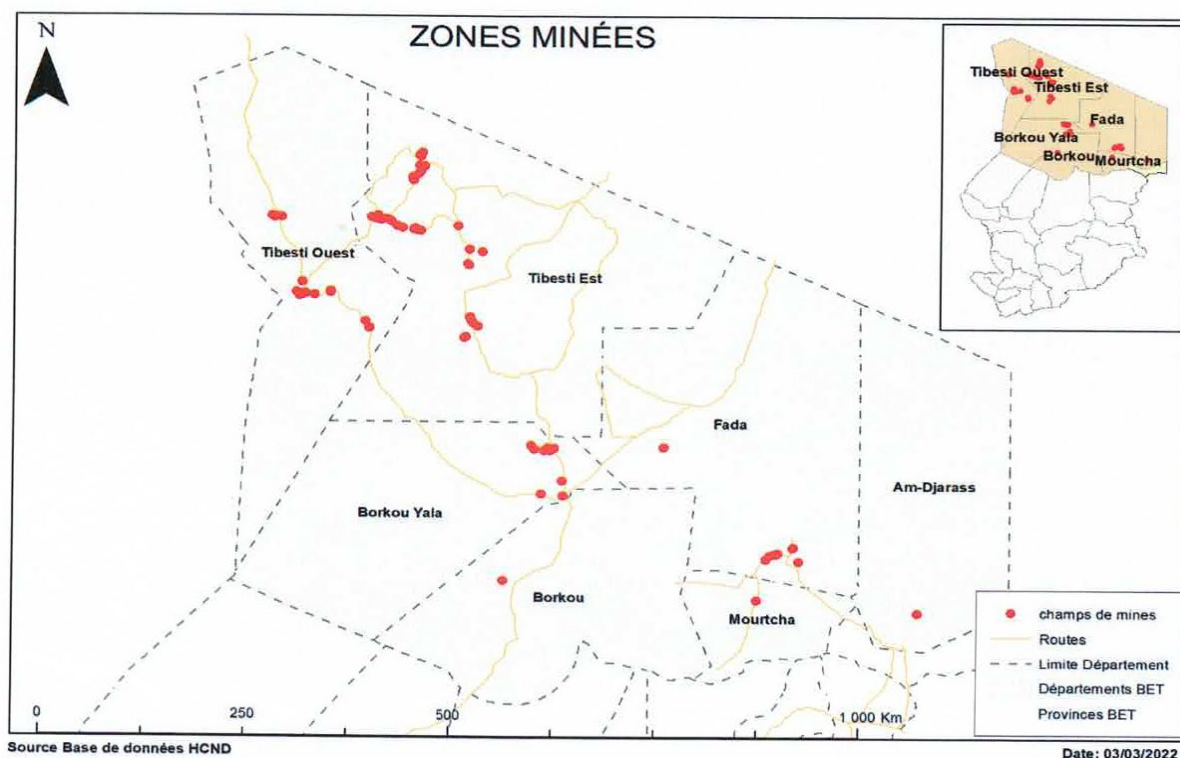 ZONES MINÉES
N
Tibesti Ouest
Tibesti Est
Fada
Borkou Yala
Borkou
Mourtcha
Tibesti Ouest
Tibesti Est
Fada
Am-Djarass
Borkou Yala
Borkou
Mourtcha
champs de mines
Routes
Limite Département
Départements BET
Provinces BET
0 250 500 1 000 Km
Source Base de données HCND
Date: 03/03/2022